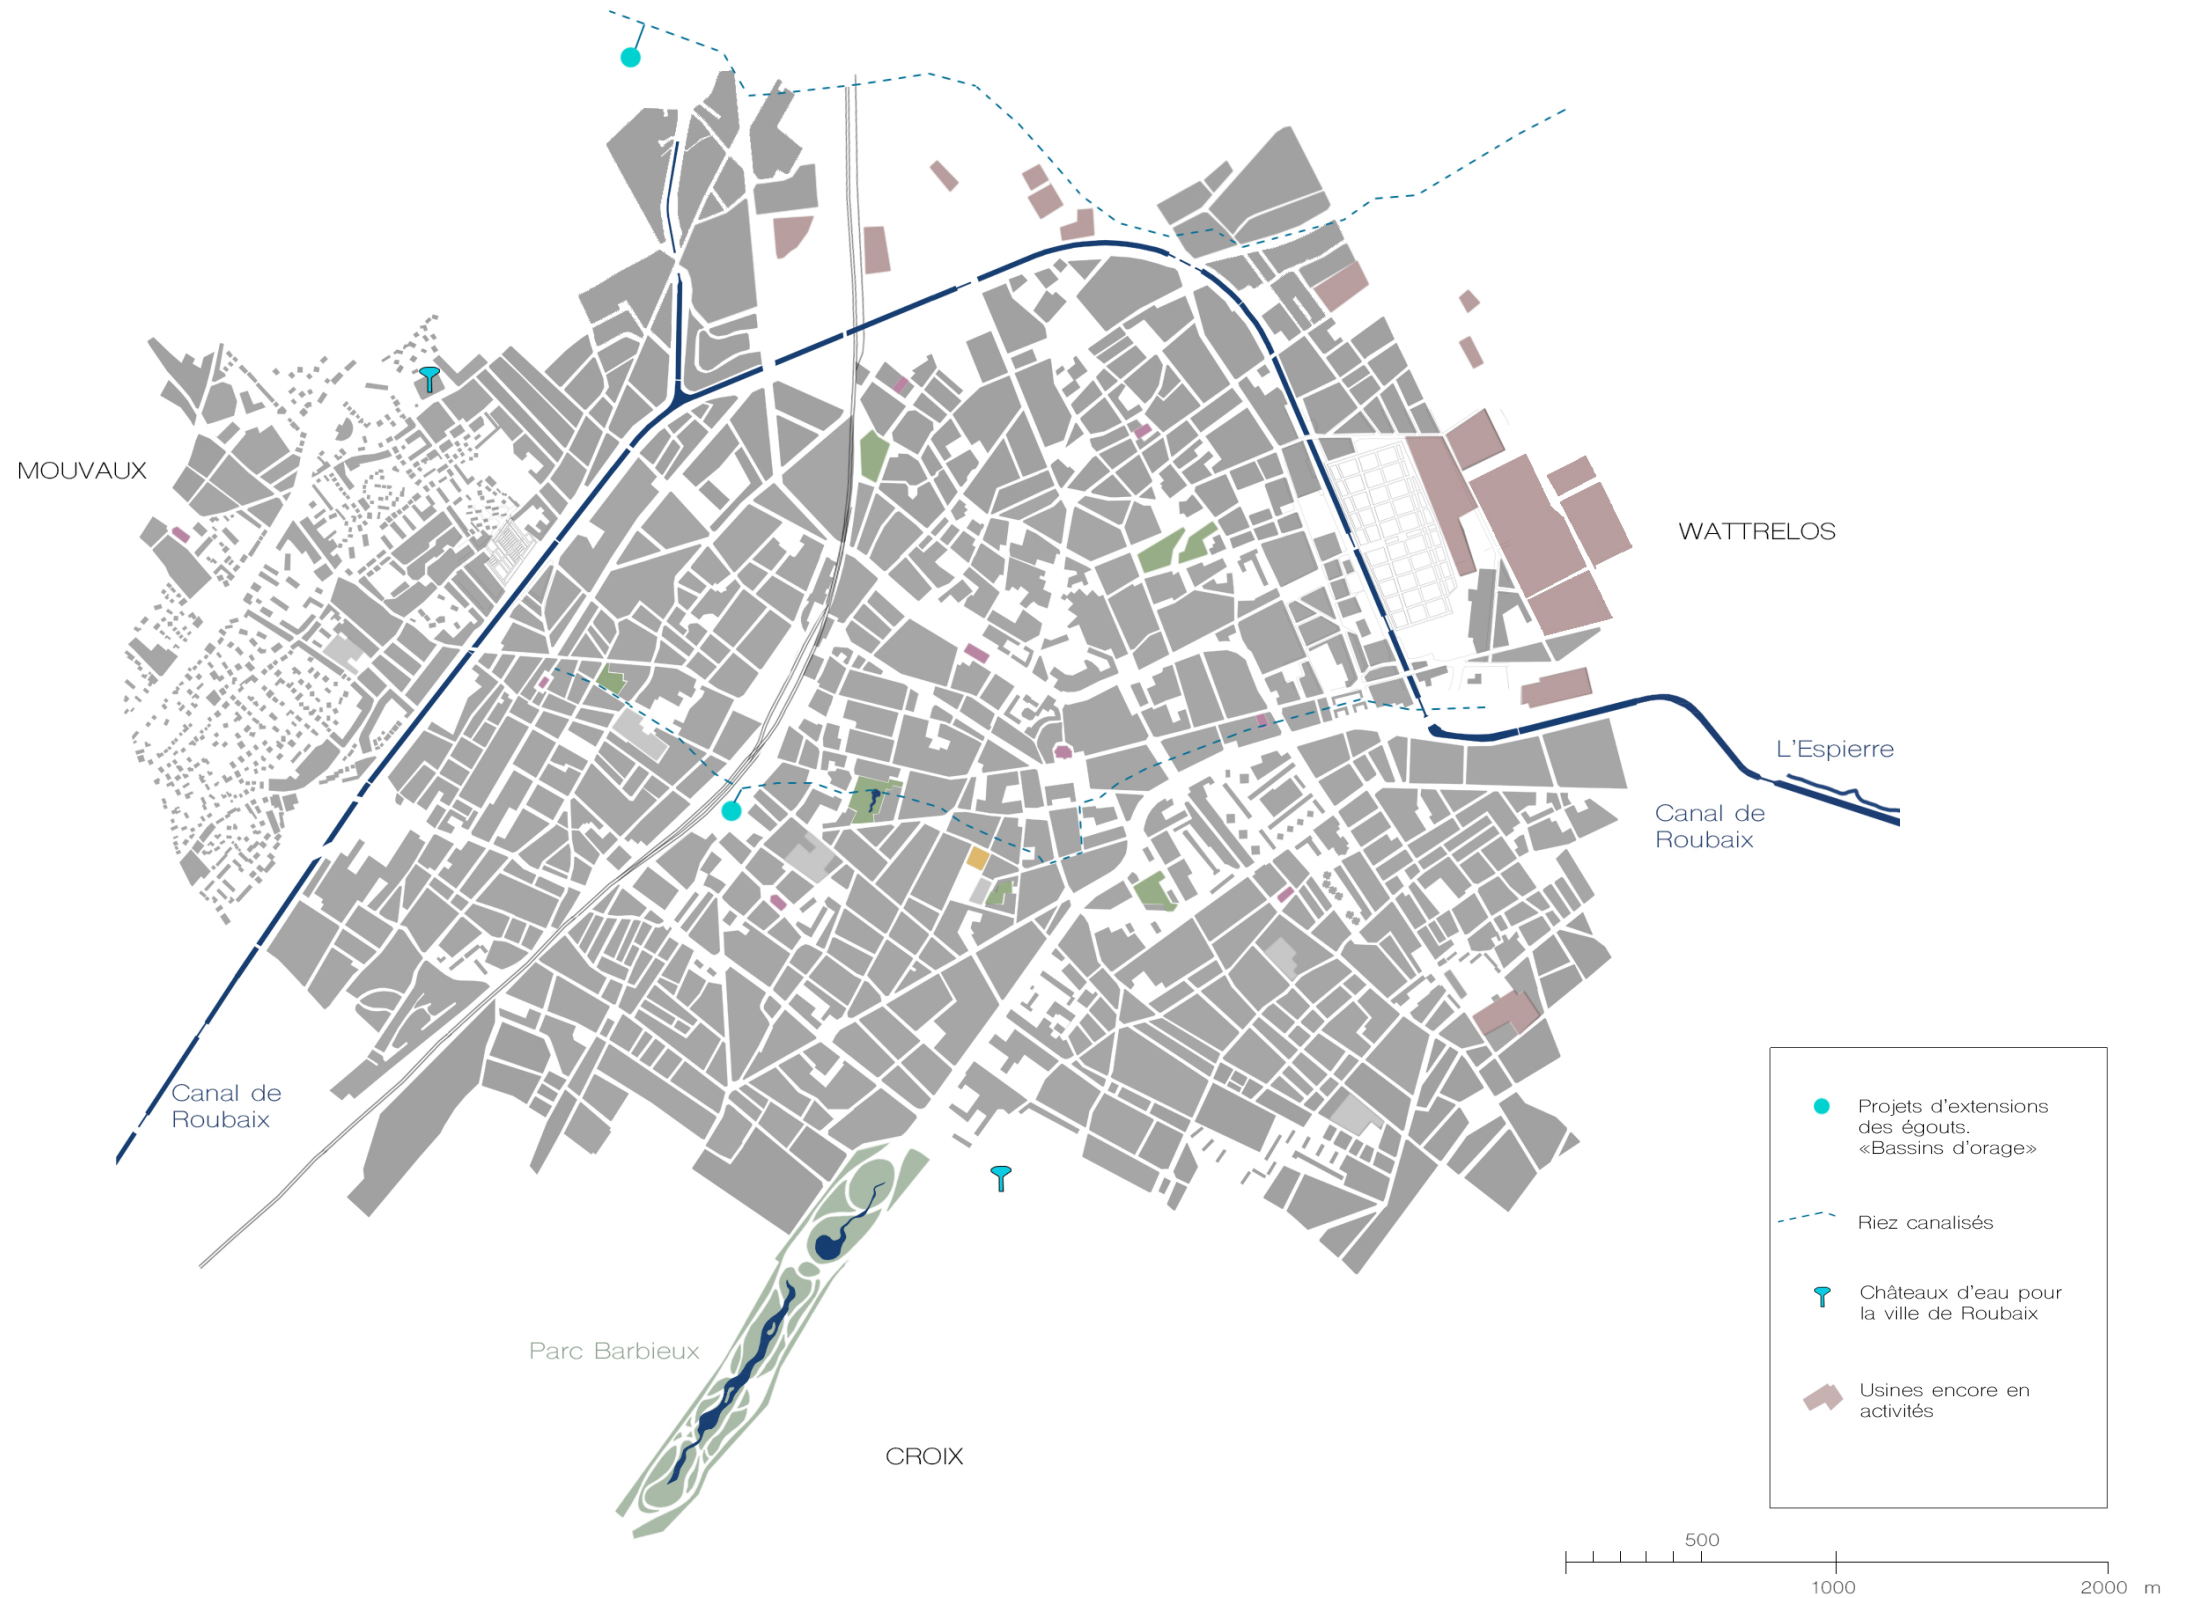 MOUVAUX
WATTRELOS
L'Espierre
Canal de
Roubaix
Canal de
Roubaix
Parc Barbieux
CROIX
Projets d'extensions
des égouts.
«Bassins d'orage»
Riez canalisés
Châteaux d'eau pour
la ville de Roubaix
Usines encore en
activités
500
1000
2000 m